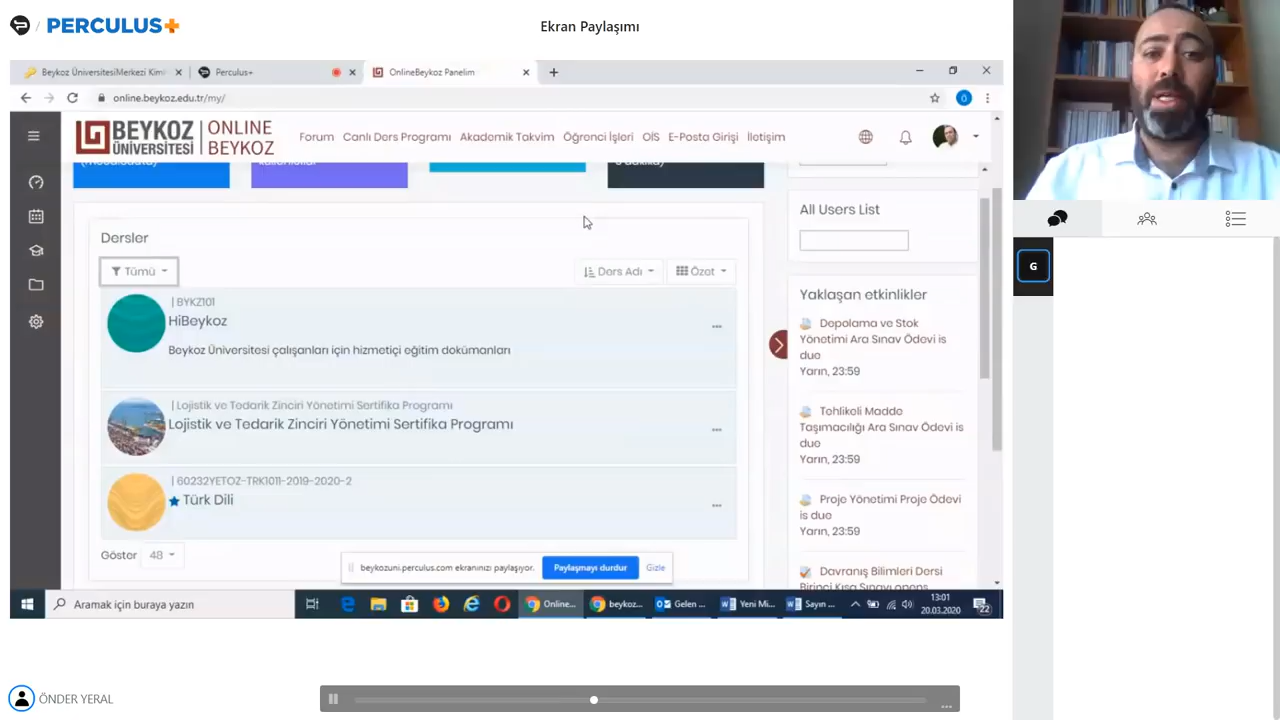 / PERCULUS+
Ekran Paylaşımı
Beykoz ÜniversitesiMerkezi Kiml
Perculus+
OnlineBeykoz Panelim
online.beykoz.edu.tr/my/
Ö
BEYKOZ
ÜNİVERSİTESİ
ONLINE
BEYKOZ
Forum Canlı Ders Programı Akademik Takvim Öğrenci İşleri OİS E-Posta Girişi İletişim
All Users List
Dersler
Tümü
Ders Adı
Özet
| BYKZ101
HiBeykoz
Beykoz Üniversitesi çalışanları için hizmetiçi eğitim dokümanları
| Lojistik ve Tedarik Zinciri Yönetimi Sertifika Programı
Lojistik ve Tedarik Zinciri Yönetimi Sertifika Programı
| 60232YETOZ-TRK1011-2019-2020-2
Türk Dili
Göster 48
Yaklaşan etkinlikler
Depolama ve Stok
Yönetimi Ara Sınav Ödevi is
due
Yarın, 23:59
Tehlikeli Madde
Taşımacılığı Ara Sınav Ödevi is
due
Yarın, 23:59
Proje Yönetimi Proje Ödevi
is due
Yarın, 23:59
Davranış Bilimleri Dersi
Birinci Kısa Sınavı opens
beykozuni.perculus.com ekranınızı paylaşıyor.
Paylaşmayı durdur
Gizle
Aramak için buraya yazın
Online...
beykoz...
Gelen ...
Yeni Mi...
Sayın ...
13:01
20.03.2020
22
G
ÖNDER YERAL